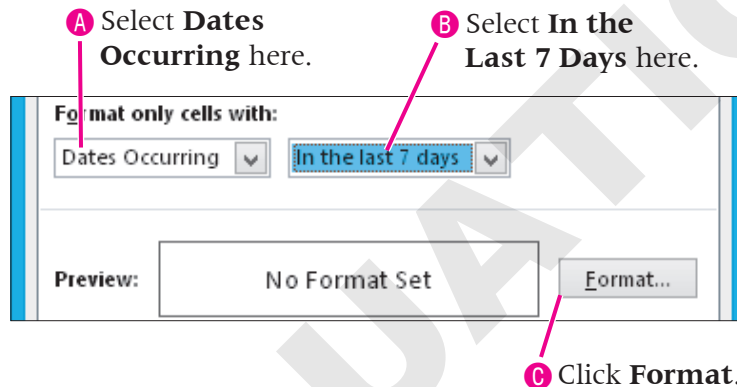 A Select Dates
Occurring here.
B Select In the
Last 7 Days here.
Format only cells with:
Dates Occurring
In the last 7 days
Preview:
No Format Set
Format...
C Click Format.